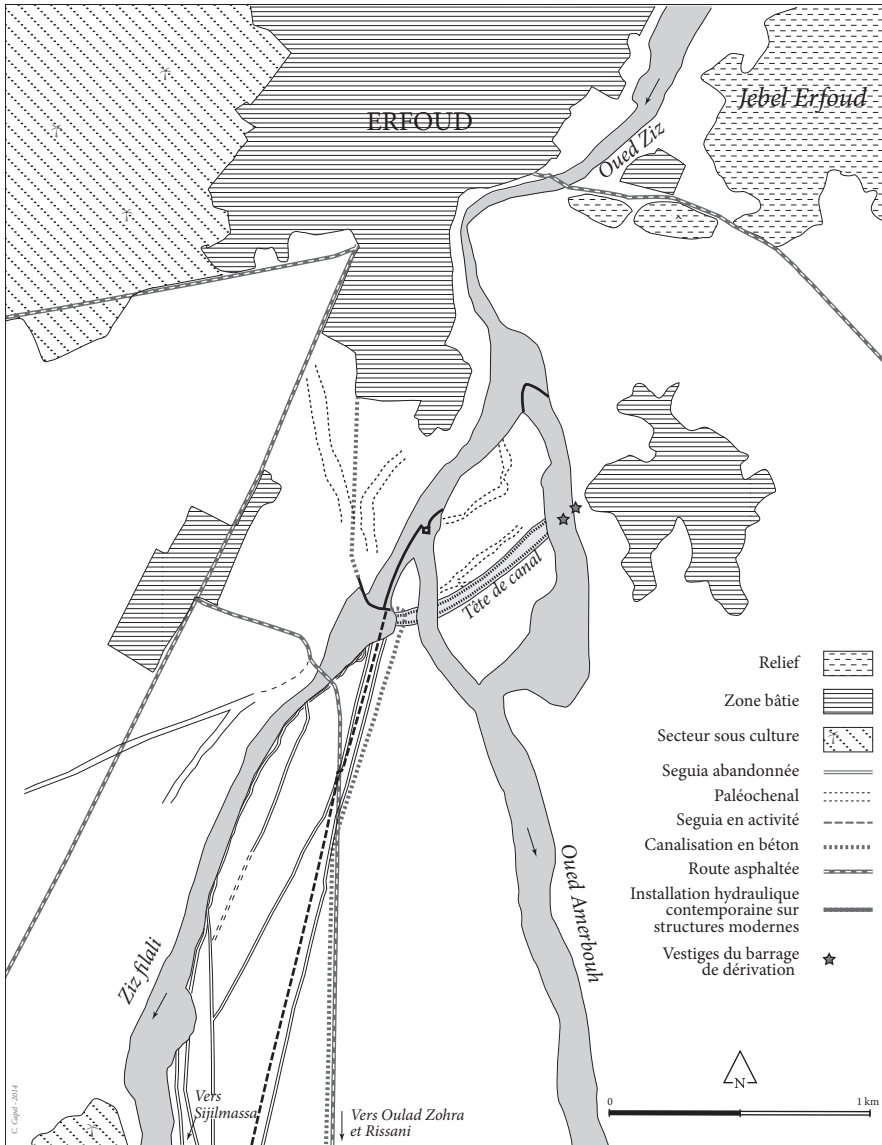 Jebel Erfoud
ERFOUD
Oued Ziz
Tête de canal
Relief
Zone bâtie
Secteur sous culture
Seguia abandonnée
Paléochenal
Seguia en activité
Canalisation en béton
Route asphaltée
Installation hydraulique
contemporaine sur
structures modernes
Vestiges du barrage
de dérivation
Oued Amerbouh
Ziz filali
N
0
1 km
Vers
Sijilmassa
Vers Oulad Zohra
et Rissani
C. Capel - 2014